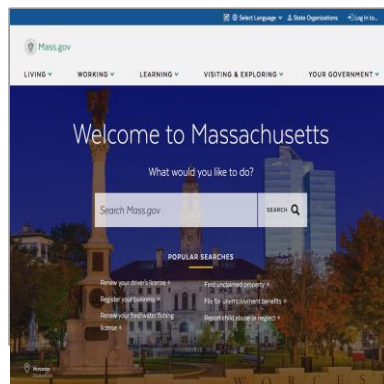 Select Language
State Organizations
Log In to...
Mass.gov
LIVING
WORKING
LEARNING
VISITING & EXPLORING
YOUR GOVERNMENT
Welcome to Massachusetts
What would you like to do?
Search Mass.gov
SEARCH
POPULAR SEARCHES
Renew your driver's license
Register your business
Renew your freshwater fishing
license
Find unclaimed property
File for unemployment benefits
Report child abuse or neglect
Worcester